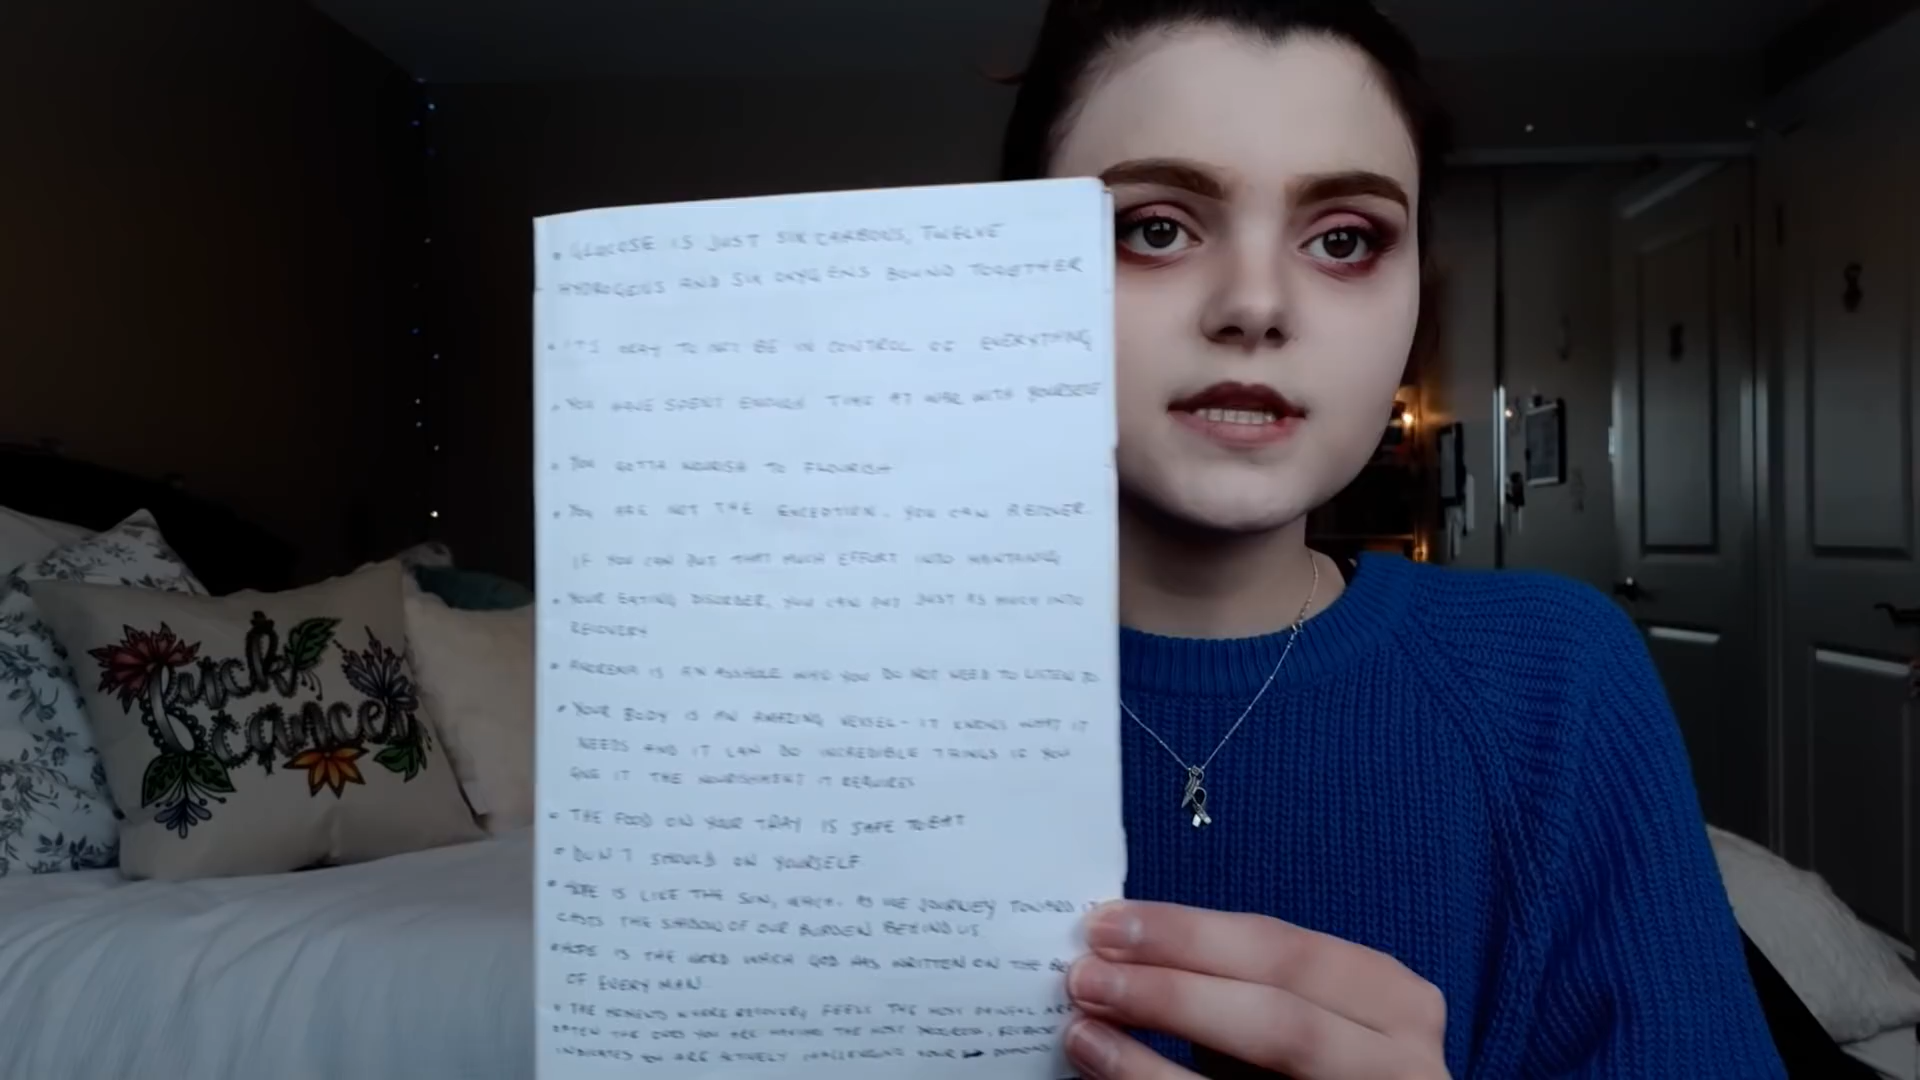 fuck
cancer
• GLUCOSE IS JUST SIX CARBONS, TWELVE
HYDROGENS AND SIX OXYGENS BOUND TOGETHER
• IT'S OKAY TO NOT BE IN CONTROL OF EVERYTHING
• YOU HAVE SPENT ENOUGH TIME AT WAR WITH YOURSELF
• YOU GOTTA NOURISH TO FLOURISH
• YOU ARE NOT THE EXCEPTION. YOU CAN RECOVER.
IF YOU CAN PUT THAT MUCH EFFORT INTO
• YOUR EATING DISORDER, YOU CAN PUT JUST AS MUCH INTO
RECOVERY
• IS AN ASSHOLE WHO YOU DO NOT NEED TO LISTEN TO
• YOUR BODY IS AN AMAZING VESSEL - IT KNOWS WHAT IT
NEEDS AND IT CAN DO INCREDIBLE THINGS IF YOU
GIVE IT THE NOURISHMENT IT REQUIRES
• THE FOOD ON YOUR TRAY IS SAFE TO EAT
• DON'T SHOULD ON YOURSELF
• HOPE IS LIKE THE SUN, WHICH, AS WE JOURNEY TOWARD IT
CASTS THE SHADOW OF OUR BURDEN BEHIND US
• HOPE IS THE WORD WHICH GOD HAS WRITTEN ON THE
OF EVERY MAN
• THE MOMENTS WHERE RECOVERY FEELS THE MOST PAINFUL ARE
OFTEN THE ONES YOU ARE MAKING THE MOST PROGRESS,
INDICATES YOU ARE ACTIVELY CHALLENGING YOUR